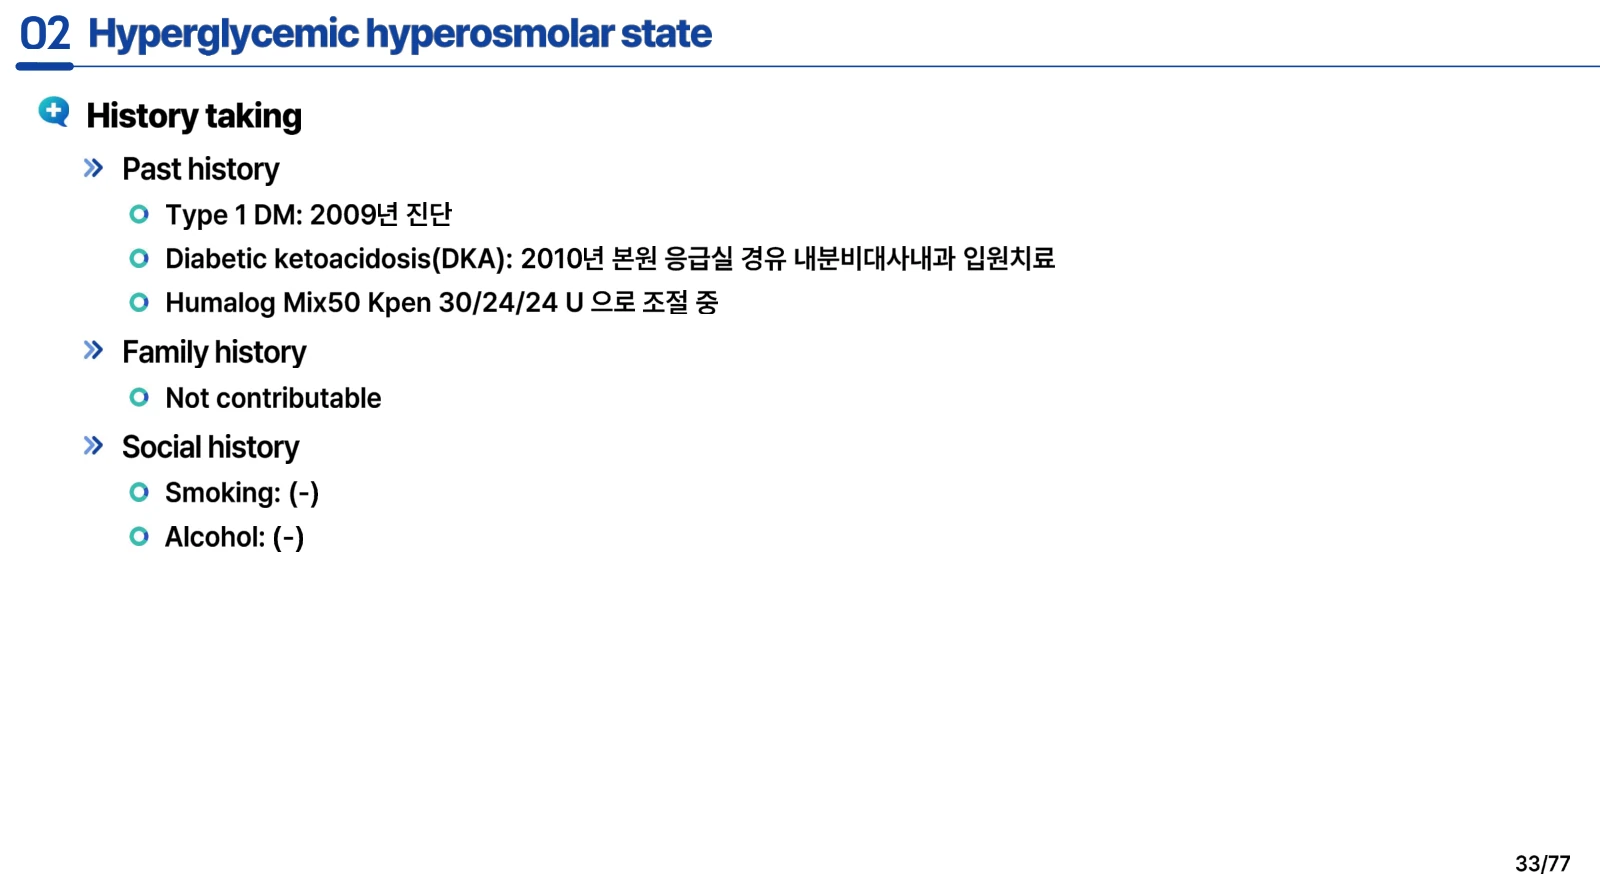 02 Hyperglycemic hyperosmolar state
History taking
Past history
Type 1 DM: 2009년 진단
Diabetic ketoacidosis(DKA): 2010년 본원 응급실 경유 내분비대사내과 입원치료
Humalog Mix50 Kpen 30/24/24 U 으로 조절 중
Family history
Not contributable
Social history
Smoking: (-)
Alcohol: (-)
33/77